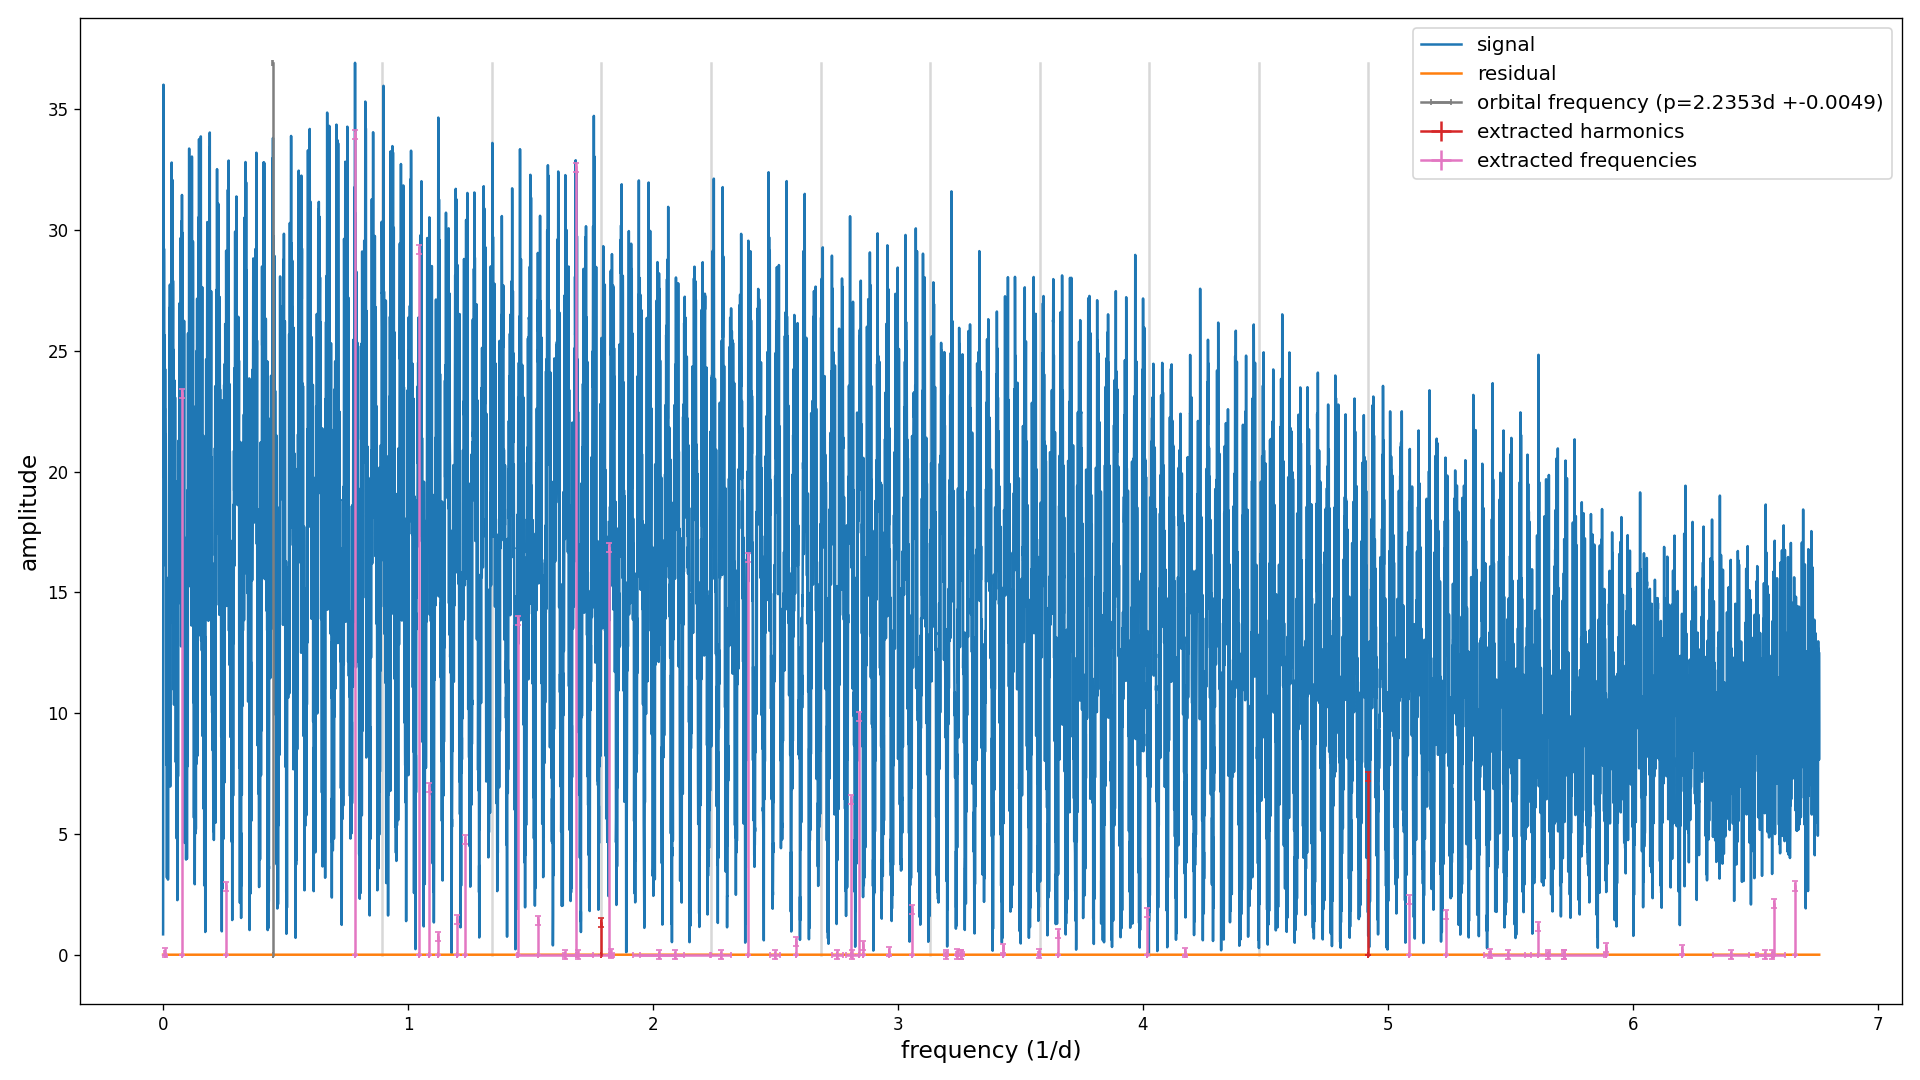 signal
residual
orbital frequency (p=2.2353d +-0.0049)
extracted harmonics
extracted frequencies
amplitude
35
30
25
20
15
10
5
0
0 1 2 3 4 5 6 7
frequency (1/d)